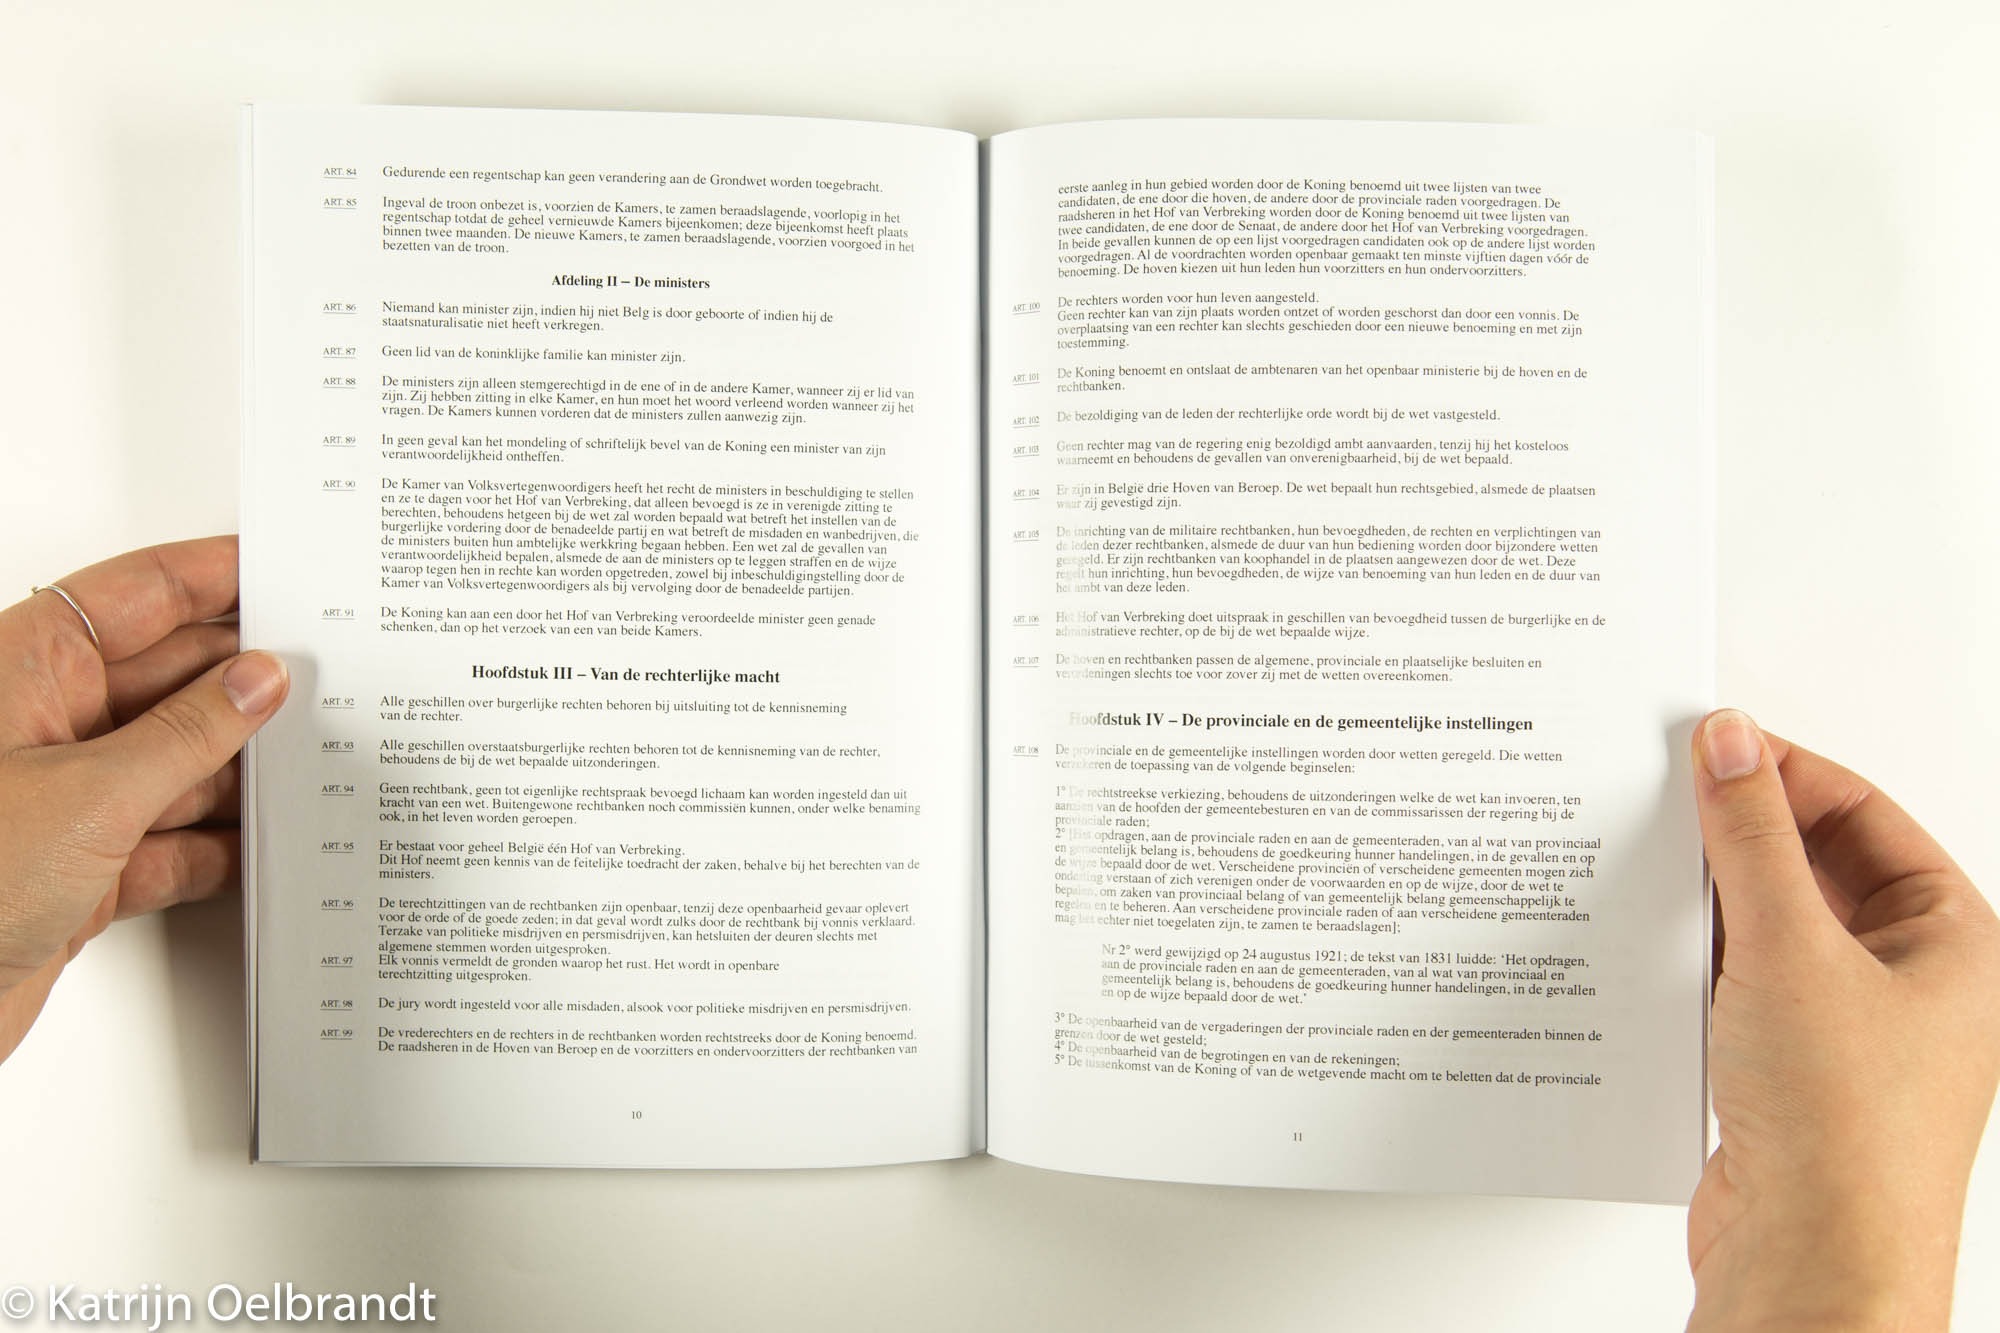 ART. 84 Gedurende een regentschap kan geen verandering aan de Grondwet worden toegebracht.
ART. 85 Ingeval de troon onbezet is, voorzien de Kamers, te zamen beraadslagende, voorlopig in het
regentschap totdat de geheel vernieuwde Kamers bijeenkomen; deze bijeenkomst heeft plaats
binnen twee maanden. De nieuwe Kamers, te zamen beraadslagende, voorzien voorgoed in het
bezetten van de troon.
Afdeling II – De ministers
ART. 86 Niemand kan minister zijn, indien hij niet Belg is door geboorte of indien hij de
staatsnaturalisatie niet heeft verkregen.
ART. 87 Geen lid van de koninklijke familie kan minister zijn.
ART. 88 De ministers zijn alleen stemgerechtigd in de ene of in de andere Kamer, wanneer zij er lid van
zijn. Zij hebben zitting in elke Kamer, en hun moet het woord verleend worden wanneer zij het
vragen. De Kamers kunnen vorderen dat de ministers zullen aanwezig zijn.
ART. 89 In geen geval kan het mondeling of schriftelijk bevel van de Koning een minister van zijn
verantwoordelijkheid ontheffen.
ART. 90 De Kamer van Volksvertegenwoordigers heeft het recht de ministers in beschuldiging te stellen
en ze te dagen voor het Hof van Verbreking, dat alleen bevoegd is ze in verenigde zitting te
berechten, behoudens hetgeen bij de wet zal worden bepaald wat betreft het instellen van de
burgerlijke vordering door de benadeelde partij en wat betreft de misdaden en wanbedrijven, die
de ministers buiten hun ambtelijke werkkring begaan hebben. Een wet zal de gevallen van
verantwoordelijkheid bepalen, alsmede de aan de ministers op te leggen straffen en de wijze
waarop tegen hen in rechte kan worden opgetreden, zowel bij inbeschuldigingstelling door de
Kamer van Volksvertegenwoordigers als bij vervolging door de benadeelde partijen.
ART. 91 De Koning kan aan een door het Hof van Verbreking veroordeelde minister geen genade
schenken, dan op het verzoek van een van beide Kamers.
Hoofdstuk III – Van de rechterlijke macht
ART. 92 Alle geschillen over burgerlijke rechten behoren bij uitsluiting tot de kennisneming
van de rechter.
ART. 93 Alle geschillen overstaatsburgerlijke rechten behoren tot de kennisneming van de rechter,
behoudens de bij de wet bepaalde uitzonderingen.
ART. 94 Geen rechtbank, geen tot eigenlijke rechtspraak bevoegd lichaam kan worden ingesteld dan uit
kracht van een wet. Buitengewone rechtbanken noch commissiën kunnen, onder welke benaming
ook, in het leven worden geroepen.
ART. 95 Er bestaat voor geheel België één Hof van Verbreking.
Dit Hof neemt geen kennis van de feitelijke toedracht der zaken, behalve bij het berechten van de
ministers.
ART. 96 De terechtzittingen van de rechtbanken zijn openbaar, tenzij deze openbaarheid gevaar oplevert
voor de orde of de goede zeden; in dat geval wordt zulks door de rechtbank bij vonnis verklaard.
Terzake van politieke misdrijven en persmisdrijven, kan hetsluiten der deuren slechts met
algemene stemmen worden uitgesproken.
ART. 97 Elk vonnis vermeldt de gronden waarop het rust. Het wordt in openbare
terechtzitting uitgesproken.
ART. 98 De jury wordt ingesteld voor alle misdaden, alsook voor politieke misdrijven en persmisdrijven.
ART. 99 De vrederechters en de rechters in de rechtbanken worden rechtstreeks door de Koning benoemd.
De raadsheren in de Hoven van Beroep en de voorzitters en ondervoorzitters der rechtbanken van
10
eerste aanleg in hun gebied worden door de Koning benoemd uit twee lijsten van twee
candidaten, de ene door die hoven, de andere door de provinciale raden voorgedragen. De
raadsheren in het Hof van Verbreking worden door de Koning benoemd uit twee lijsten van
twee candidaten, de ene door de Senaat, de andere door het Hof van Verbreking voorgedragen.
In beide gevallen kunnen de op een lijst voorgedragen candidaten ook op de andere lijst worden
voorgedragen. Al de voordrachten worden openbaar gemaakt ten minste vijftien dagen vóór de
benoeming. De hoven kiezen uit hun leden hun voorzitters en hun ondervoorzitters.
ART. 100 De rechters worden voor hun leven aangesteld.
Geen rechter kan van zijn plaats worden ontzet of worden geschorst dan door een vonnis. De
overplaatsing van een rechter kan slechts geschieden door een nieuwe benoeming en met zijn
toestemming.
ART. 101 De Koning benoemt en ontslaat de ambtenaren van het openbaar ministerie bij de hoven en de
rechtbanken.
ART. 102 De bezoldiging van de leden der rechterlijke orde wordt bij de wet vastgesteld.
ART. 103 Geen rechter mag van de regering enig bezoldigd ambt aanvaarden, tenzij hij het kosteloos
waarneemt en behoudens de gevallen van onverenigbaarheid, bij de wet bepaald.
ART. 104 Er zijn in België drie Hoven van Beroep. De wet bepaalt hun rechtsgebied, alsmede de plaatsen
waar zij gevestigd zijn.
ART. 105 De inrichting van de militaire rechtbanken, hun bevoegdheden, de rechten en verplichtingen van
de leden dezer rechtbanken, alsmede de duur van hun bediening worden door bijzondere wetten
geregeld. Er zijn rechtbanken van koophandel in de plaatsen aangewezen door de wet. Deze
regelt hun inrichting, hun bevoegdheden, de wijze van benoeming van hun leden en de duur van
het ambt van deze leden.
ART. 106 Het Hof van Verbreking doet uitspraak in geschillen van bevoegdheid tussen de burgerlijke en de
administratieve rechter, op de bij de wet bepaalde wijze.
ART. 107 De hoven en rechtbanken passen de algemene, provinciale en plaatselijke besluiten en
verordeningen slechts toe voor zover zij met de wetten overeenkomen.
Hoofdstuk IV – De provinciale en de gemeentelijke instellingen
ART. 108 De provinciale en de gemeentelijke instellingen worden door wetten geregeld. Die wetten
verzekeren de toepassing van de volgende beginselen:
1° De rechtstreekse verkiezing, behoudens de uitzonderingen welke de wet kan invoeren, ten
aanzien van de hoofden der gemeentebesturen en van de commissarissen der regering bij de
provinciale raden;
2° [Het opdragen, aan de provinciale raden en aan de gemeenteraden, van al wat van provinciaal
en gemeentelijk belang is, behoudens de goedkeuring hunner handelingen, in de gevallen en op
de wijze bepaald door de wet. Verscheidene provinciën of verscheidene gemeenten mogen zich
onderling verstaan of zich verenigen onder de voorwaarden en op de wijze, door de wet te
bepalen, om zaken van provinciaal belang of van gemeentelijk belang gemeenschappelijk te
regelen en te beheren. Aan verscheidene provinciale raden of aan verscheidene gemeenteraden
mag het echter niet toegelaten zijn, te zamen te beraadslagen];
Nr 2° werd gewijzigd op 24 augustus 1921; de tekst van 1831 luidde: ‘Het opdragen,
aan de provinciale raden en aan de gemeenteraden, van al wat van provinciaal en
gemeentelijk belang is, behoudens de goedkeuring hunner handelingen, in de gevallen
en op de wijze bepaald door de wet.’
3° De openbaarheid van de vergaderingen der provinciale raden en der gemeenteraden binnen de
grenzen door de wet gesteld;
4° De openbaarheid van de begrotingen en van de rekeningen;
5° De tussenkomst van de Koning of van de wetgevende macht om te beletten dat de provinciale
11
© Katrijn Oelbrandt